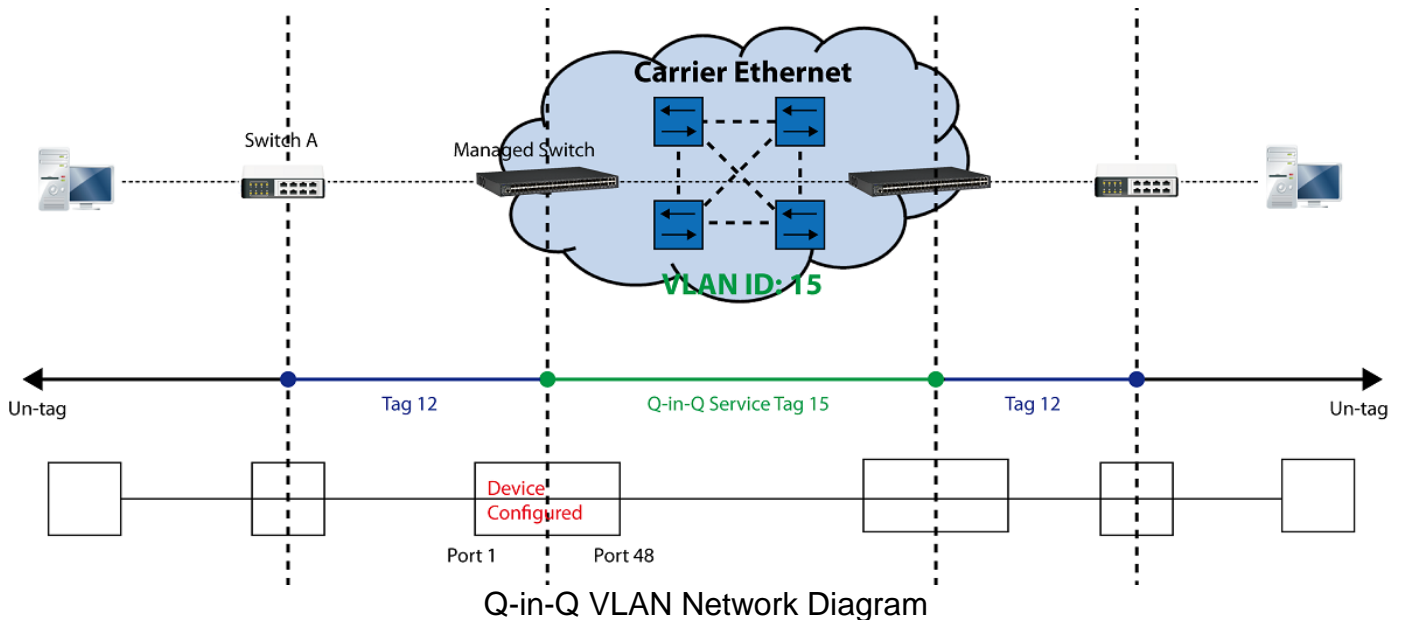 Carrier Ethernet
Switch A
Managed Switch
VLAN ID: 15
Un-tag
Tag 12
Q-in-Q Service Tag 15
Tag 12
Un-tag
Device
Configured
Port 1
Port 48
Q-in-Q VLAN Network Diagram